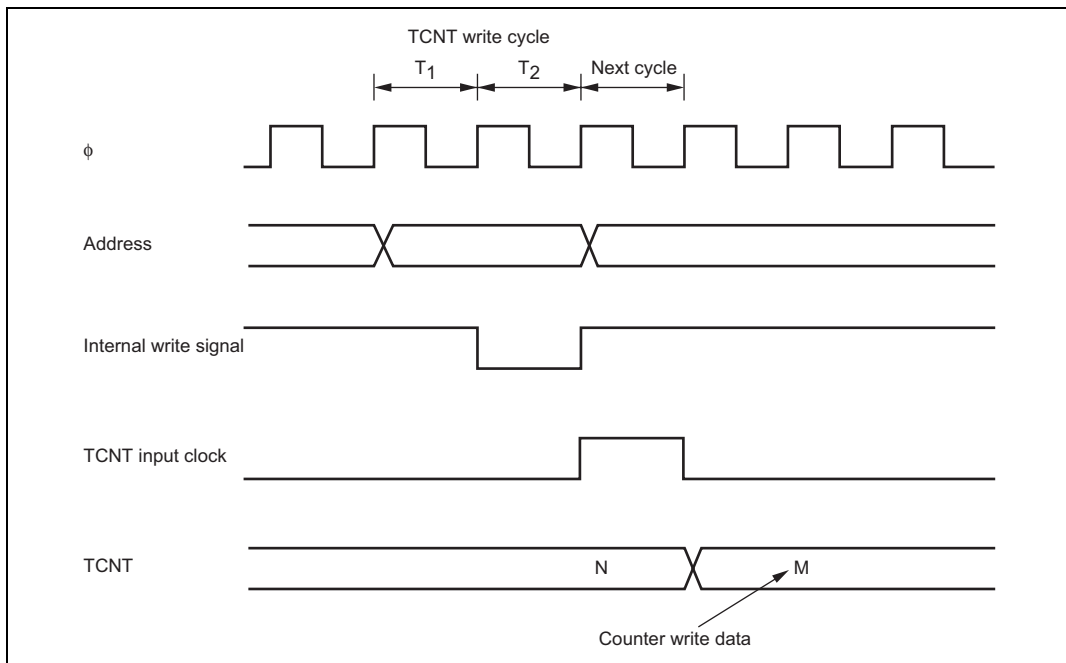 TCNT write cycle
T1 T2 Next cycle
ϕ
Address
Internal write signal
TCNT input clock
TCNT N M
Counter write data